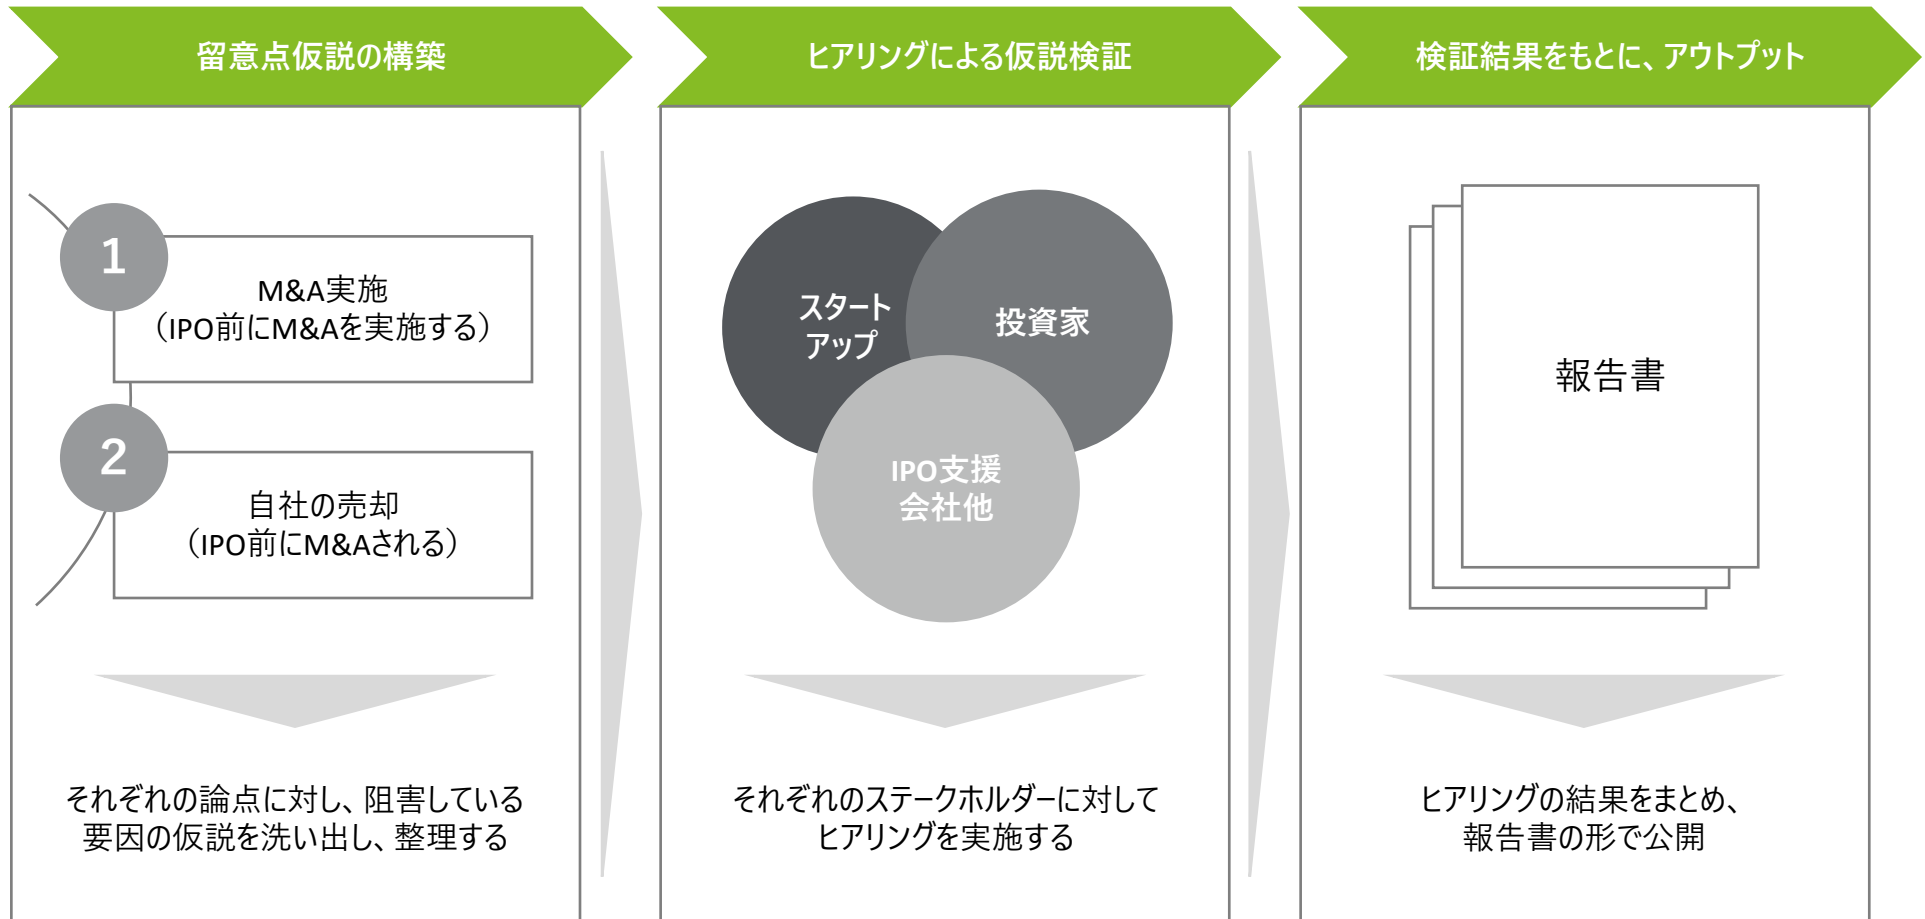 留意点仮説の構築
ヒアリングによる仮説検証
検証結果をもとに、アウトプット
1
M&A実施
（IPO前にM&Aを実施する）
2
自社の売却
（IPO前にM&Aされる）
それぞれの論点に対し、阻害している
要因の仮説を洗い出し、整理する
スタート
アップ
投資家
IPO支援
会社他
それぞれのステークホルダーに対して
ヒアリングを実施する
報告書
ヒアリングの結果をまとめ、
報告書の形で公開